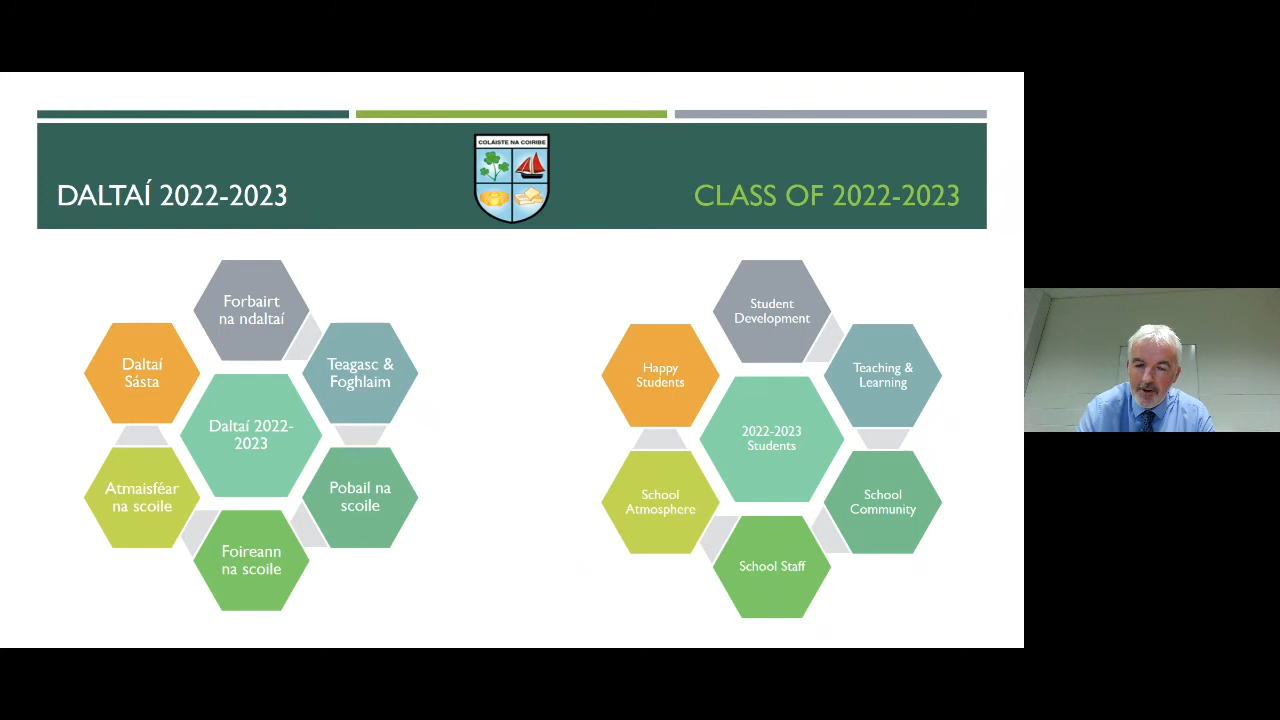 COLÁISTE NA COIRIBE
DALTAÍ 2022-2023
CLASS OF 2022-2023
Forbairt
na ndaltaí
Teagasc &
Foghlaim
Pobail na
scoile
Foireann
na scoile
Atmaisféar
na scoile
Daltaí
Sásta
Daltaí 2022-
2023
Student
Development
Teaching &
Learning
School
Community
School Staff
School
Atmosphere
Happy
Students
2022-2023
Students